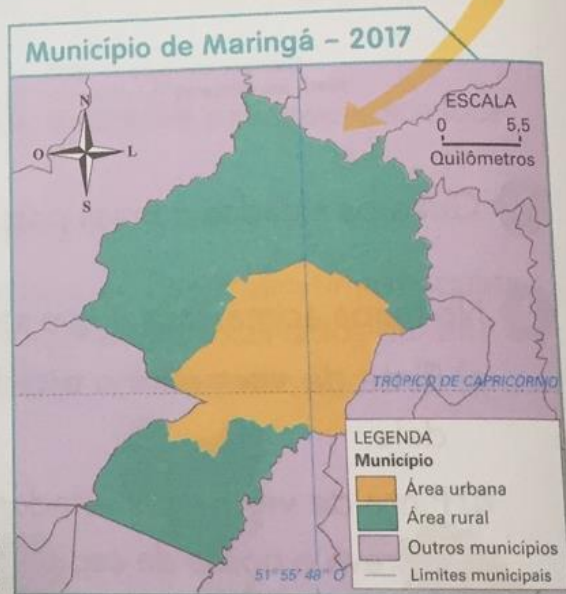 Município de Maringá – 2017
N
O
L
S
ESCALA
0 5,5
Quilômetros
TRÓPICO DE CAPRICÓRNIO
LEGENDA
Município
Área urbana
Área rural
Outros municípios
Limites municipais
51° 55' 48" O